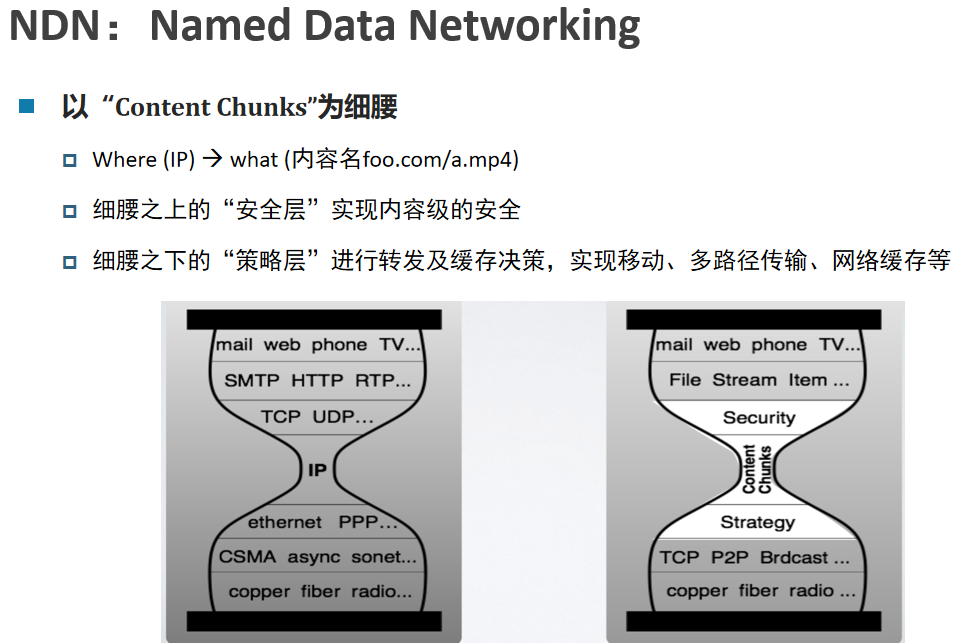 NDN：Named Data Networking
以“Content Chunks”为细腰
Where (IP) → what (内容名foo.com/a.mp4)
细腰之上的“安全层”实现内容级的安全
细腰之下的“策略层”进行转发及缓存决策，实现移动、多路径传输、网络缓存等
mail web phone TV...
SMTP HTTP RTP...
TCP UDP...
IP
ethernet PPP...
CSMA async sonet...
copper fiber radio...
mail web phone TV...
File Stream Item ...
Security
Content
Chunks
Strategy
TCP P2P Brdcast ...
copper fiber radio ...